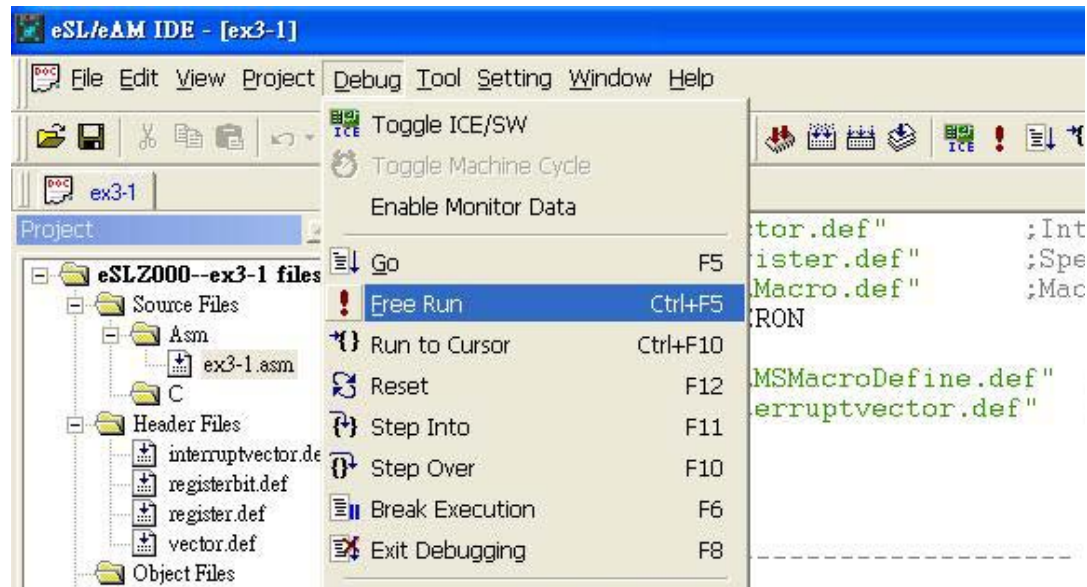 eSL/eAM IDE - [ex3-1]
File Edit View Project Debug Tool Setting Window Help
ex3-1
Project
eSLZ000--ex3-1 files
Source Files
Asm
ex3-1.asm
C
Header Files
interruptvector.de
registerbit.def
register.def
vector.def
Object Files
Toggle ICE/SW
Toggle Machine Cycle
Enable Monitor Data
Go F5
Free Run Ctrl+F5
Run to Cursor Ctrl+F10
Reset F12
Step Into F11
Step Over F10
Break Execution F6
Exit Debugging F8
tor.def" ;Int
ister.def" ;Spe
Macro.def" ;Mac
RON
MSMacroDefine.def"
erruptvector.def"